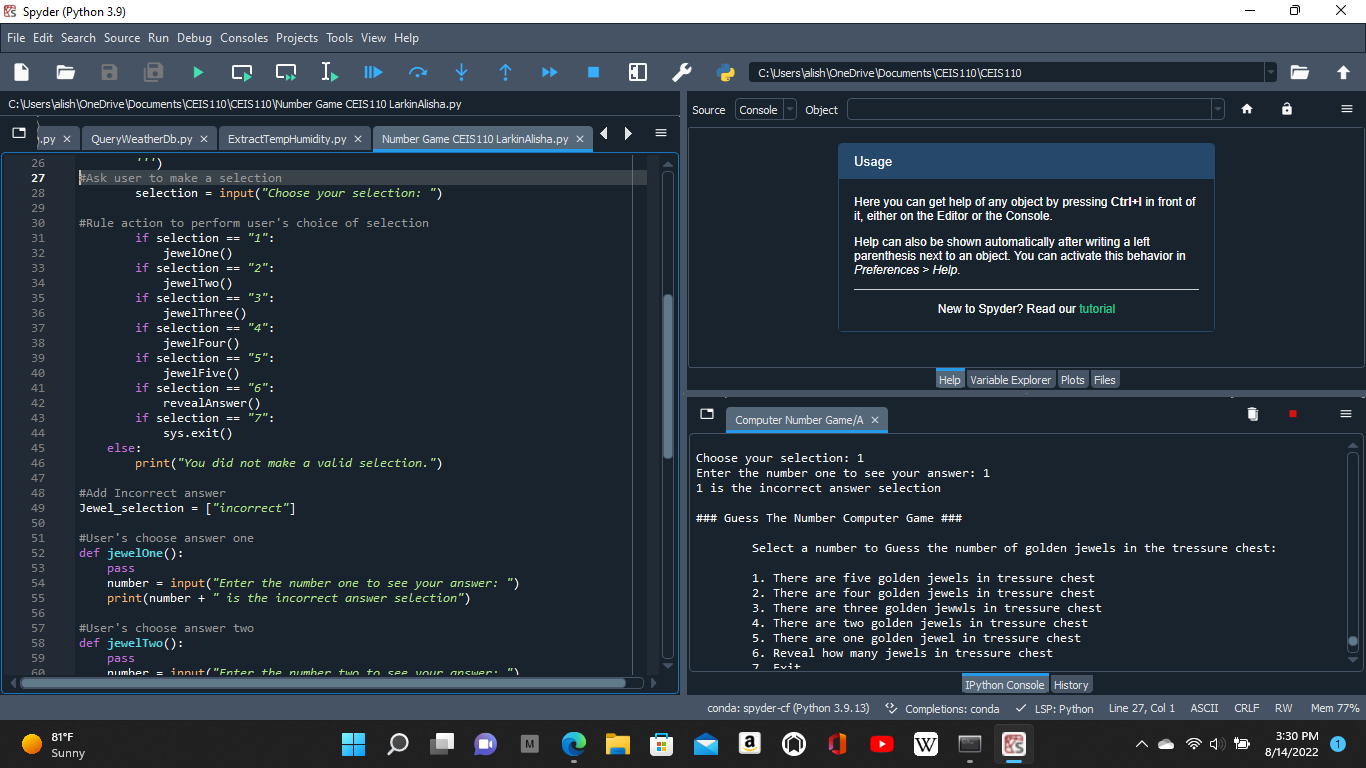 Spyder (Python 3.9)
File Edit Search Source Run Debug Consoles Projects Tools View Help
C:\Users\alish\OneDrive\Documents\CEIS110\CEIS110
C:\Users\alish\OneDrive\Documents\CEIS110\CEIS110\Number Game CEIS110 LarkinAlisha.py
.py QueryWeatherDb.py ExtractTempHumidity.py Number Game CEIS110 LarkinAlisha.py
26 ''')
27 #Ask user to make a selection
28 selection = input("Choose your selection: ")
29
30 #Rule action to perform user's choice of selection
31 if selection == "1":
32 jewelOne()
33 if selection == "2":
34 jewelTwo()
35 if selection == "3":
36 jewelThree()
37 if selection == "4":
38 jewelFour()
39 if selection == "5":
40 jewelFive()
41 if selection == "6":
42 revealAnswer()
43 if selection == "7":
44 sys.exit()
45 else:
46 print("You did not make a valid selection.")
47
48 #Add Incorrect answer
49 Jewel_selection = ["incorrect"]
50
51 #User's choose answer one
52 def jewelOne():
53 pass
54 number = input("Enter the number one to see your answer: ")
55 print(number + " is the incorrect answer selection")
56
57 #User's choose answer two
58 def jewelTwo():
59 pass
60 number = input("Enter the number two to see your answer: ")
Source Console Object
Usage
Here you can get help of any object by pressing Ctrl+I in front of
it, either on the Editor or the Console.
Help can also be shown automatically after writing a left
parenthesis next to an object. You can activate this behavior in
Preferences > Help.
New to Spyder? Read our tutorial
Help Variable Explorer Plots Files
Computer Number Game/A
Choose your selection: 1
Enter the number one to see your answer: 1
1 is the incorrect answer selection
### Guess The Number Computer Game ###
Select a number to Guess the number of golden jewels in the tressure chest:
1. There are five golden jewels in tressure chest
2. There are four golden jewels in tressure chest
3. There are three golden jewwls in tressure chest
4. There are two golden jewels in tressure chest
5. There are one golden jewel in tressure chest
6. Reveal how many jewels in tressure chest
7. Exit
IPython Console History
conda: spyder-cf (Python 3.9.13) Completions: conda LSP: Python Line 27, Col 1 ASCII CRLF RW Mem 77%
81°F
Sunny
M
a
W
3:30 PM
8/14/2022
1